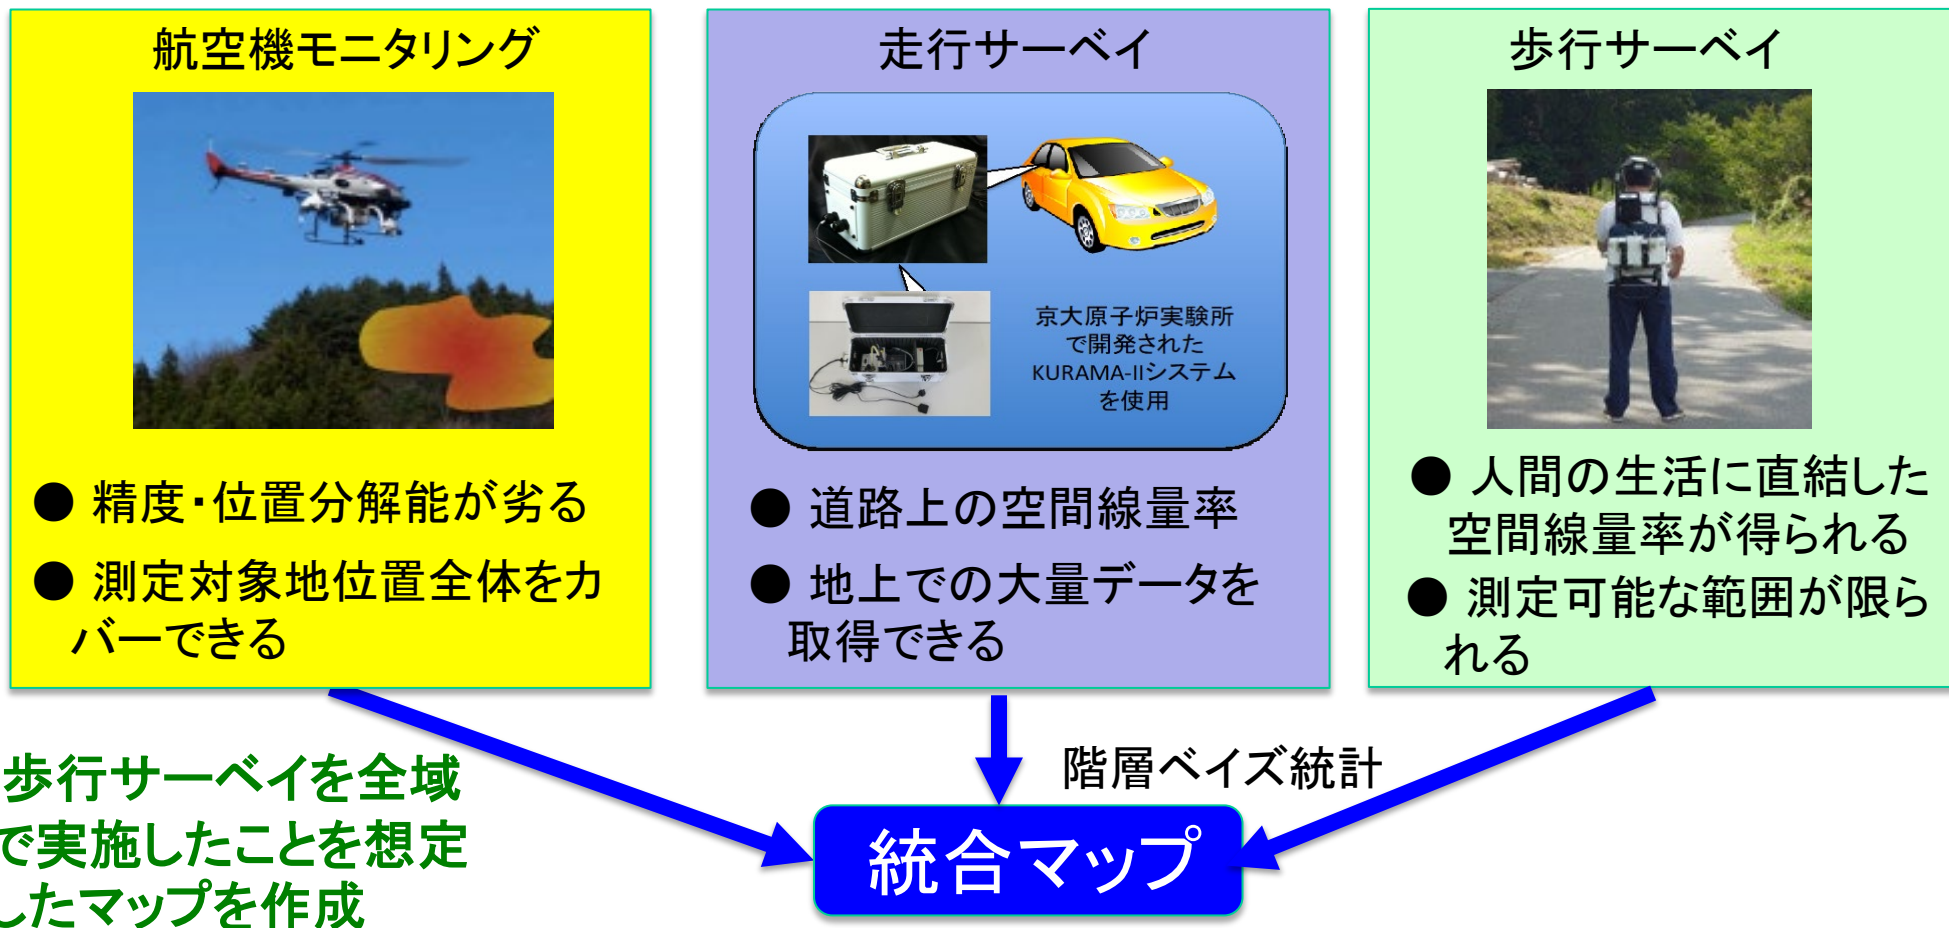 航空機モニタリング
● 精度・位置分解能が劣る
● 測定対象地位置全体をカ
バーできる
走行サーベイ
京大原子炉実験所
で開発された
KURAMA-IIシステム
を使用
● 道路上の空間線量率
● 地上での大量データを
取得できる
歩行サーベイ
● 人間の生活に直結した
空間線量率が得られる
● 測定可能な範囲が限ら
れる
階層ベイズ統計
統合マップ
歩行サーベイを全域
で実施したことを想定
したマップを作成